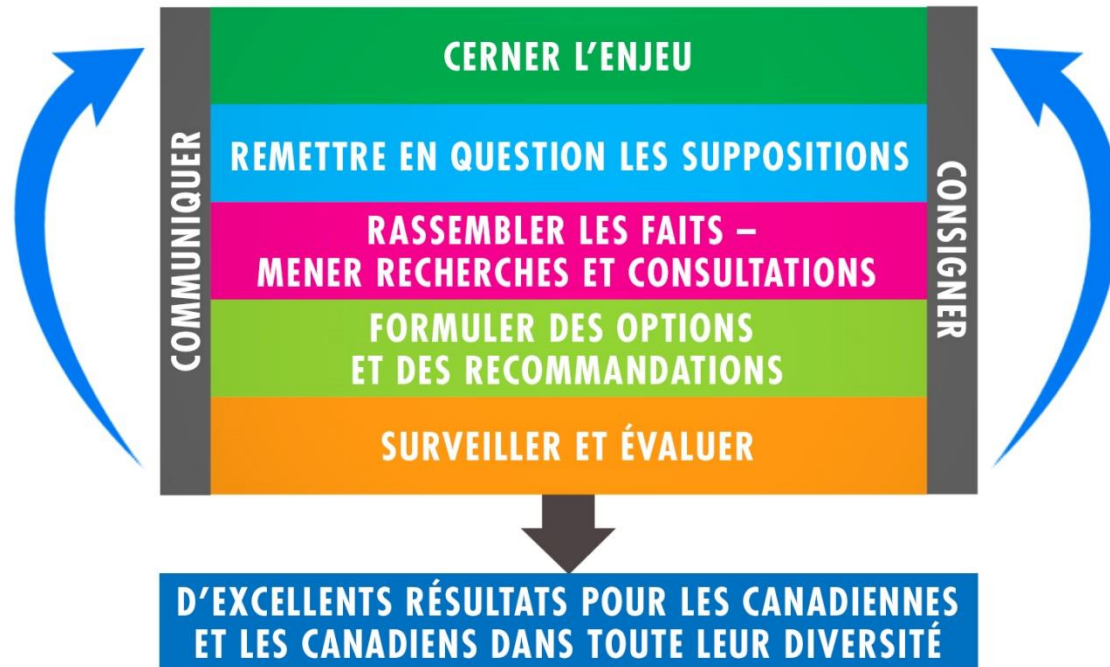 COMMUNIQUER
CERNER L’ENJEU
REMETTRE EN QUESTION LES SUPPOSITIONS
RASSEMBLER LES FAITS –
MENER RECHERCHES ET CONSULTATIONS
FORMULER DES OPTIONS
ET DES RECOMMANDATIONS
SURVEILLER ET ÉVALUER
CONSIGNER
D’EXCELLENTS RÉSULTATS POUR LES CANADIENNES
ET LES CANADIENS DANS TOUTE LEUR DIVERSITÉ